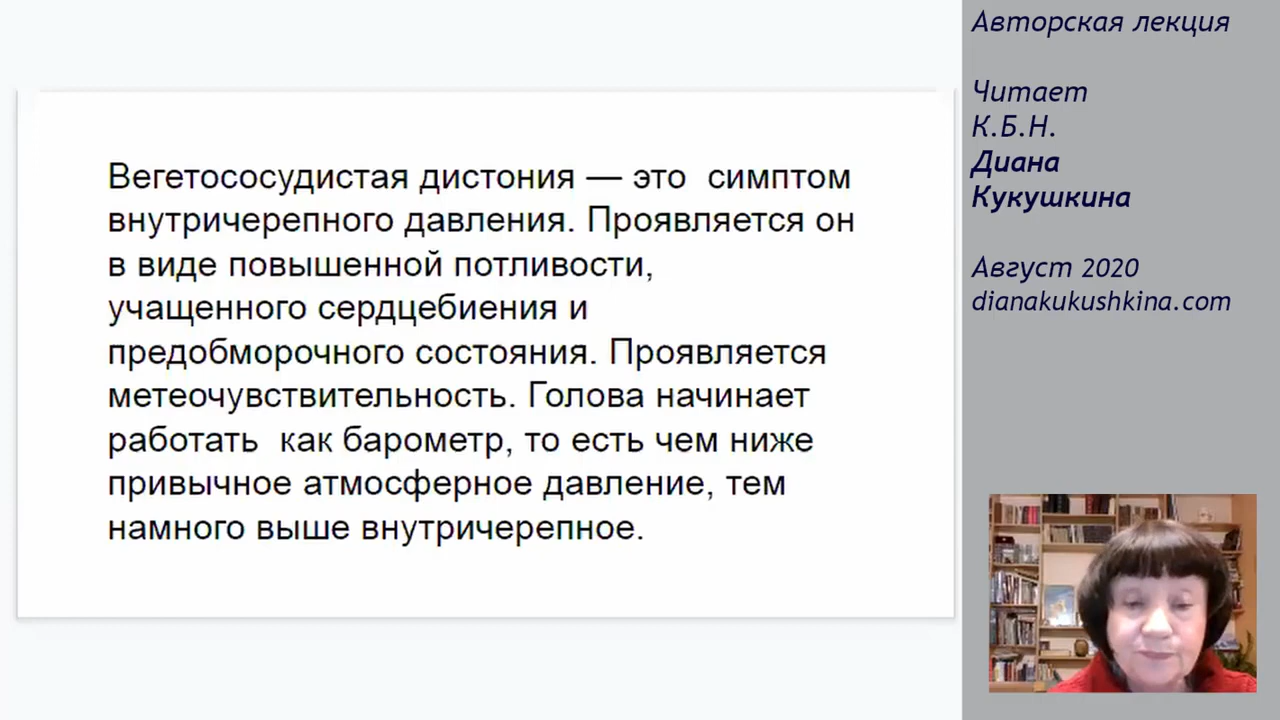 Вегетососудистая дистония — это симптом
внутричерепного давления. Проявляется он
в виде повышенной потливости,
учащенного сердцебиения и
предобморочного состояния. Проявляется
метеочувствительность. Голова начинает
работать как барометр, то есть чем ниже
привычное атмосферное давление, тем
намного выше внутричерепное.
Авторская лекция
Читает
К.Б.Н.
Диана
Кукушкина
Август 2020
dianakukushkina.com